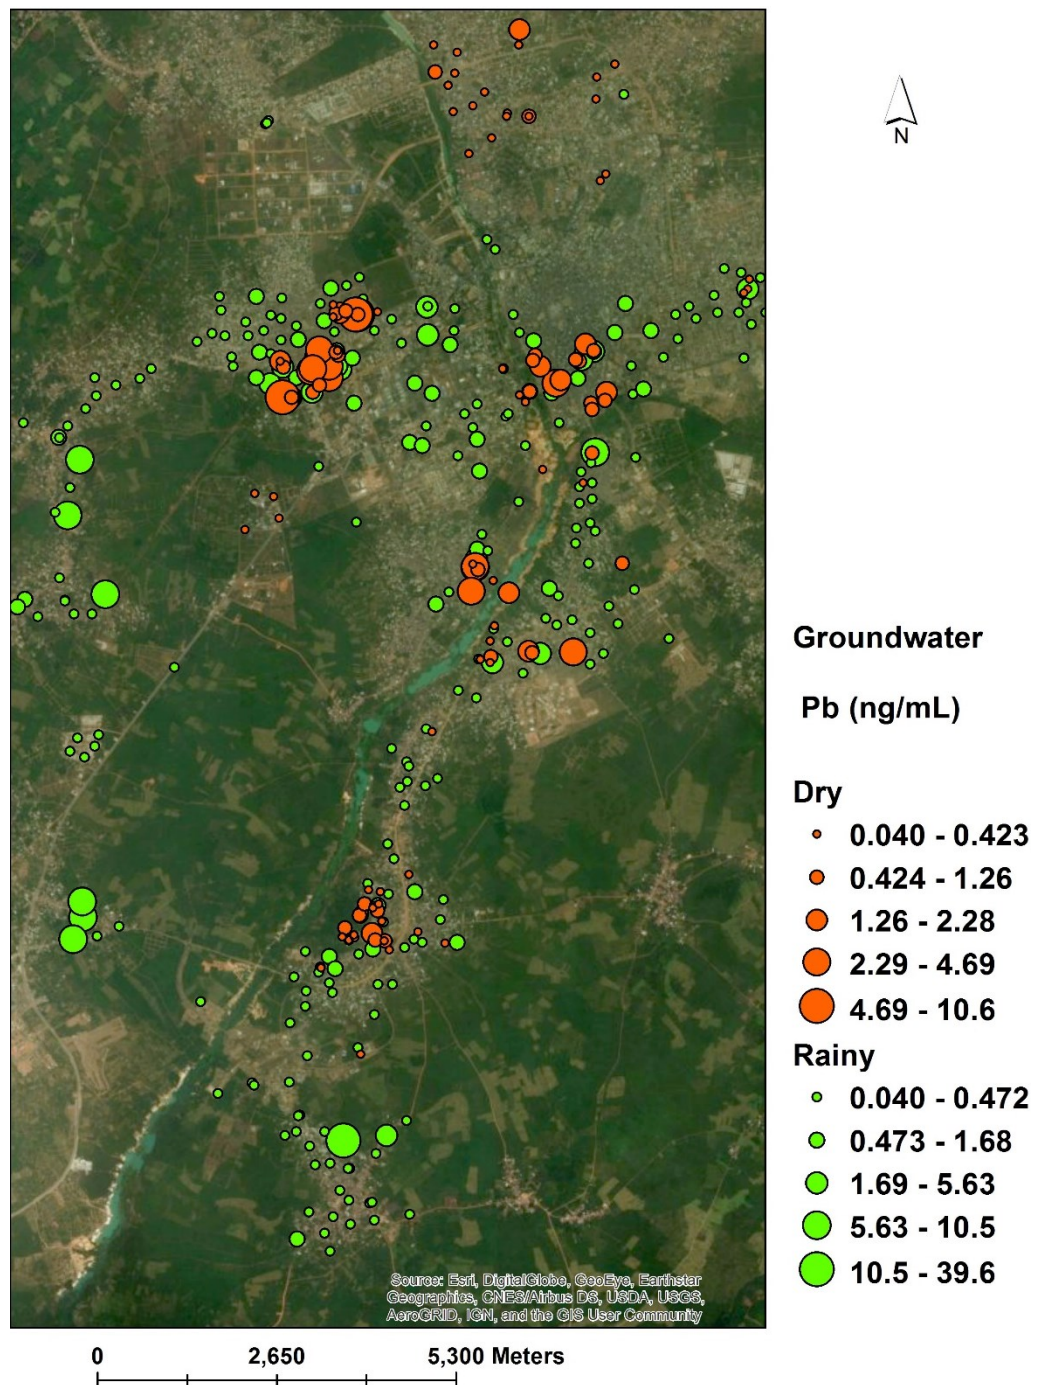 N
Groundwater
Pb (ng/mL)
Dry
0.040 - 0.423
0.424 - 1.26
1.26 - 2.28
2.29 - 4.69
4.69 - 10.6
Rainy
0.040 - 0.472
0.473 - 1.68
1.69 - 5.63
5.63 - 10.5
10.5 - 39.6
Source: Esri, DigitalGlobe, GeoEye, Earthstar
Geographics, CNES/Airbus DS, USDA, USGS,
AeroGRID, IGN, and the GIS User Community
0 2,650 5,300 Meters